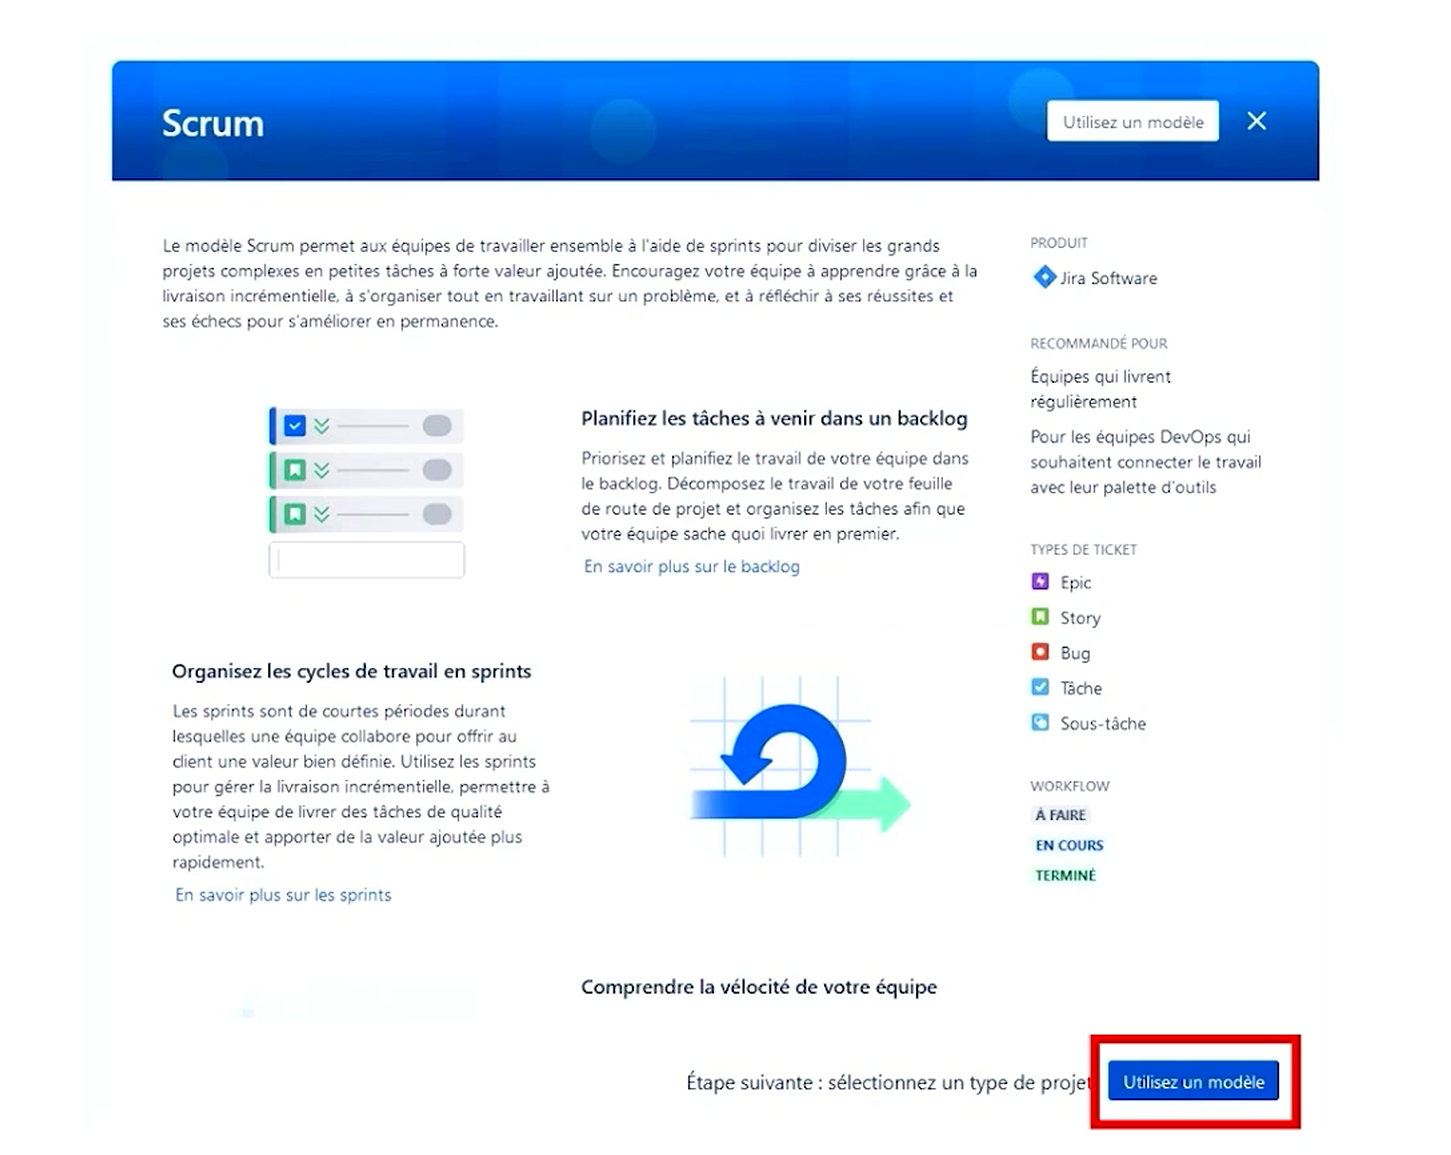 Scrum
Utilisez un modèle
Le modèle Scrum permet aux équipes de travailler ensemble à l'aide de sprints pour diviser les grands
projets complexes en petites tâches à forte valeur ajoutée. Encouragez votre équipe à apprendre grâce à la
livraison incrémentielle, à s'organiser tout en travaillant sur un problème, et à réfléchir à ses réussites et
ses échecs pour s'améliorer en permanence.
Planifiez les tâches à venir dans un backlog
Priorisez et planifiez le travail de votre équipe dans
le backlog. Décomposez le travail de votre feuille
de route de projet et organisez les tâches afin que
votre équipe sache quoi livrer en premier.
En savoir plus sur le backlog
Organisez les cycles de travail en sprints
Les sprints sont de courtes périodes durant
lesquelles une équipe collabore pour offrir au
client une valeur bien définie. Utilisez les sprints
pour gérer la livraison incrémentielle, permettre à
votre équipe de livrer des tâches de qualité
optimale et apporter de la valeur ajoutée plus
rapidement.
En savoir plus sur les sprints
Comprendre la vélocité de votre équipe
PRODUIT
Jira Software
RECOMMANDÉ POUR
Équipes qui livrent
régulièrement
Pour les équipes DevOps qui
souhaitent connecter le travail
avec leur palette d'outils
TYPES DE TICKET
Epic
Story
Bug
Tâche
Sous-tâche
WORKFLOW
À FAIRE
EN COURS
TERMINÉ
Étape suivante : sélectionnez un type de projet
Utilisez un modèle